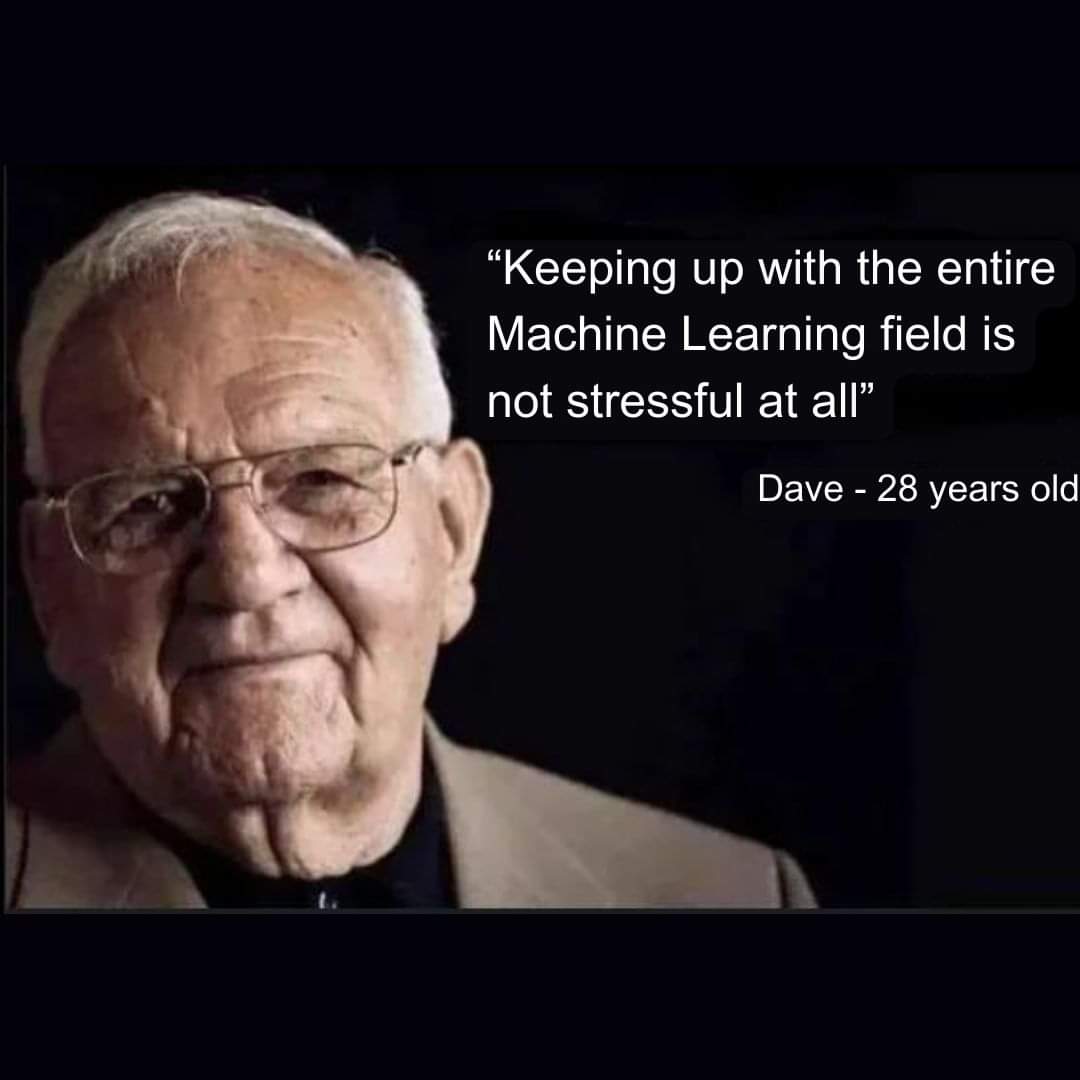 “Keeping up with the entire
Machine Learning field is
not stressful at all”
Dave - 28 years old